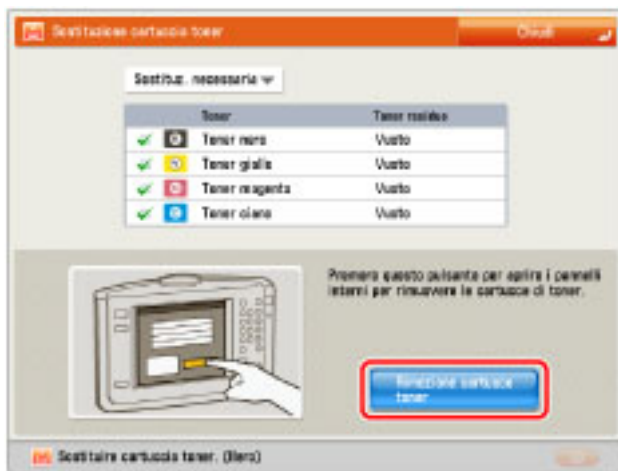 Sostituzione cartuccia toner
Chiudi
Sostituz. necessaria
Toner Toner residuo
Toner nero Vuoto
Toner giallo Vuoto
Toner magenta Vuoto
Toner ciano Vuoto
Premere questo pulsante per aprire i pannelli
interni per rimuovere le cartucce di toner.
Rimozione cartucce
toner
Sostituire cartuccia toner. (Nero)